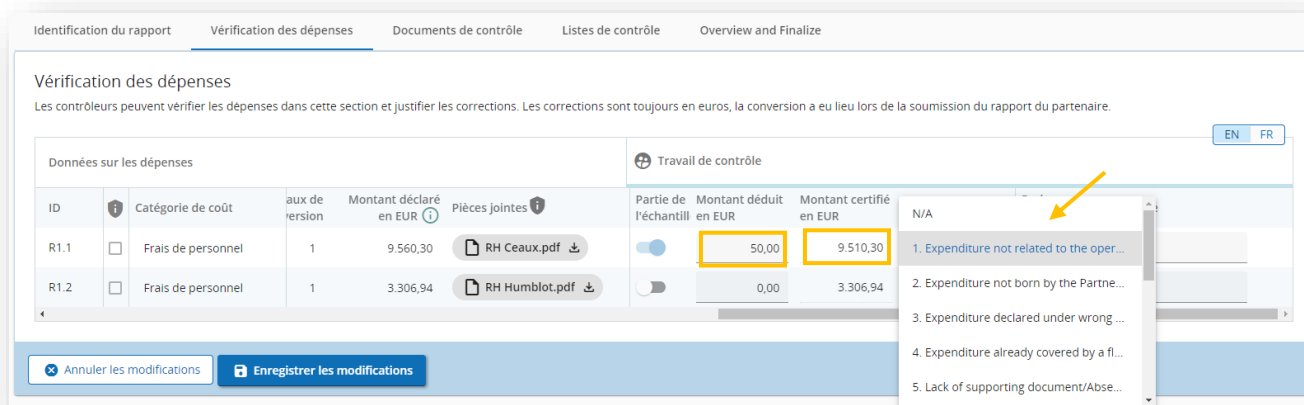 Identification du rapport Vérification des dépenses Documents de contrôle Listes de contrôle Overview and Finalize
Vérification des dépenses
Les contrôleurs peuvent vérifier les dépenses dans cette section et justifier les corrections. Les corrections sont toujours en euros, la conversion a eu lieu lors de la soumission du rapport du partenaire.
EN FR
Données sur les dépenses Travail de contrôle
ID Catégorie de coût aux de version Montant déclaré en EUR Pièces jointes Partie de l'échantill Montant déduit en EUR Montant certifié en EUR
R1.1 Frais de personnel 1 9.560,30 RH Ceaux.pdf 50,00 9.510,30
R1.2 Frais de personnel 1 3.306,94 RH Humblot.pdf 0,00 3.306,94
N/A
1. Expenditure not related to the oper...
2. Expenditure not born by the Partne...
3. Expenditure declared under wrong ...
4. Expenditure already covered by a fl...
5. Lack of supporting document/Abse...
Annuler les modifications Enregistrer les modifications